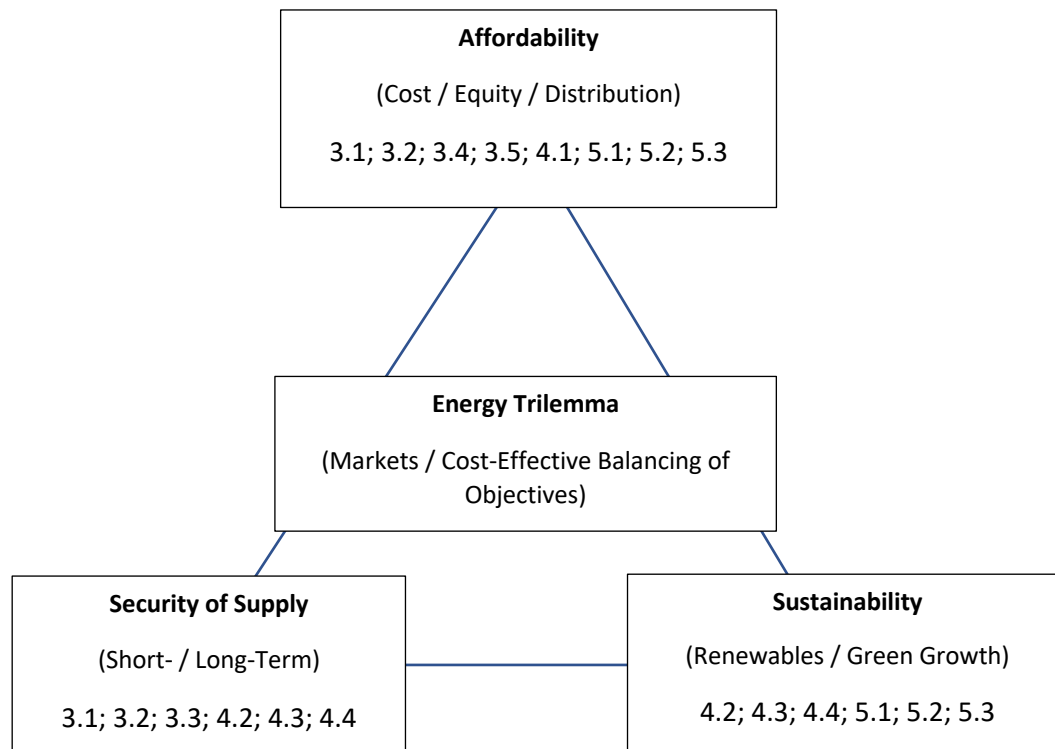 Affordability
(Cost / Equity / Distribution)
3.1; 3.2; 3.4; 3.5; 4.1; 5.1; 5.2; 5.3
Energy Trilemma
(Markets / Cost-Effective Balancing of
Objectives)
Security of Supply
(Short- / Long-Term)
3.1; 3.2; 3.3; 4.2; 4.3; 4.4
Sustainability
(Renewables / Green Growth)
4.2; 4.3; 4.4; 5.1; 5.2; 5.3